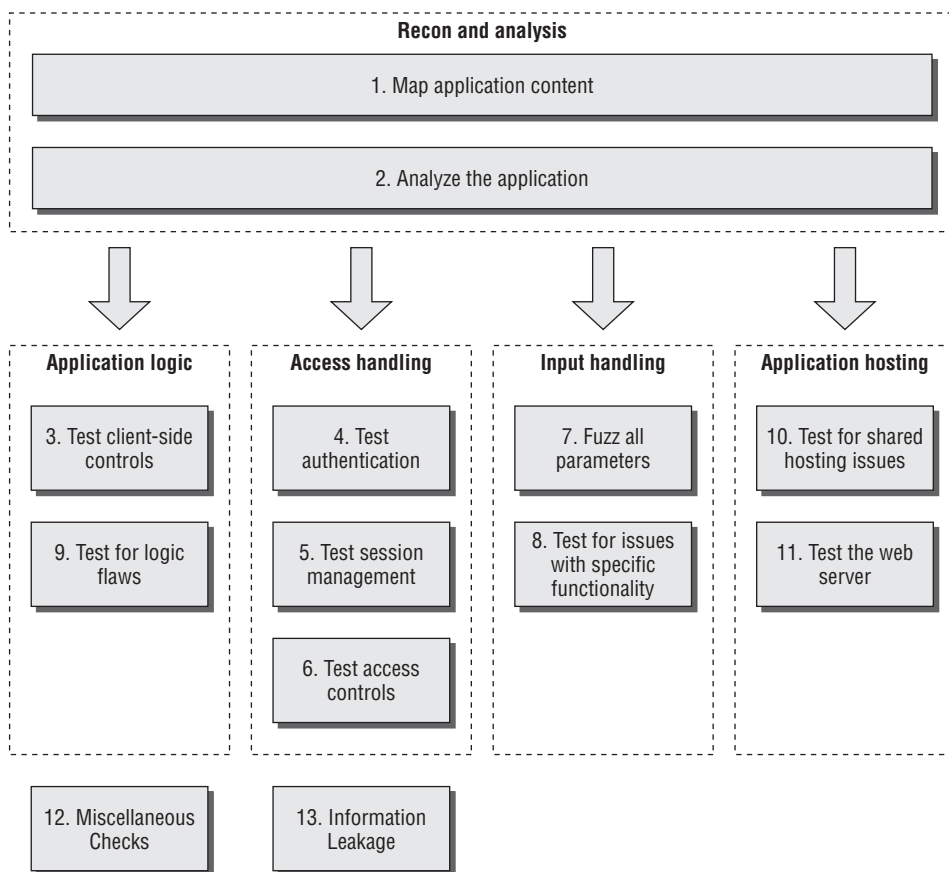 Recon and analysis
1. Map application content
2. Analyze the application
Application logic
3. Test client-side
controls
9. Test for logic
flaws
Access handling
4. Test
authentication
5. Test session
management
6. Test access
controls
Input handling
7. Fuzz all
parameters
8. Test for issues
with specific
functionality
Application hosting
10. Test for shared
hosting issues
11. Test the web
server
12. Miscellaneous
Checks
13. Information
Leakage